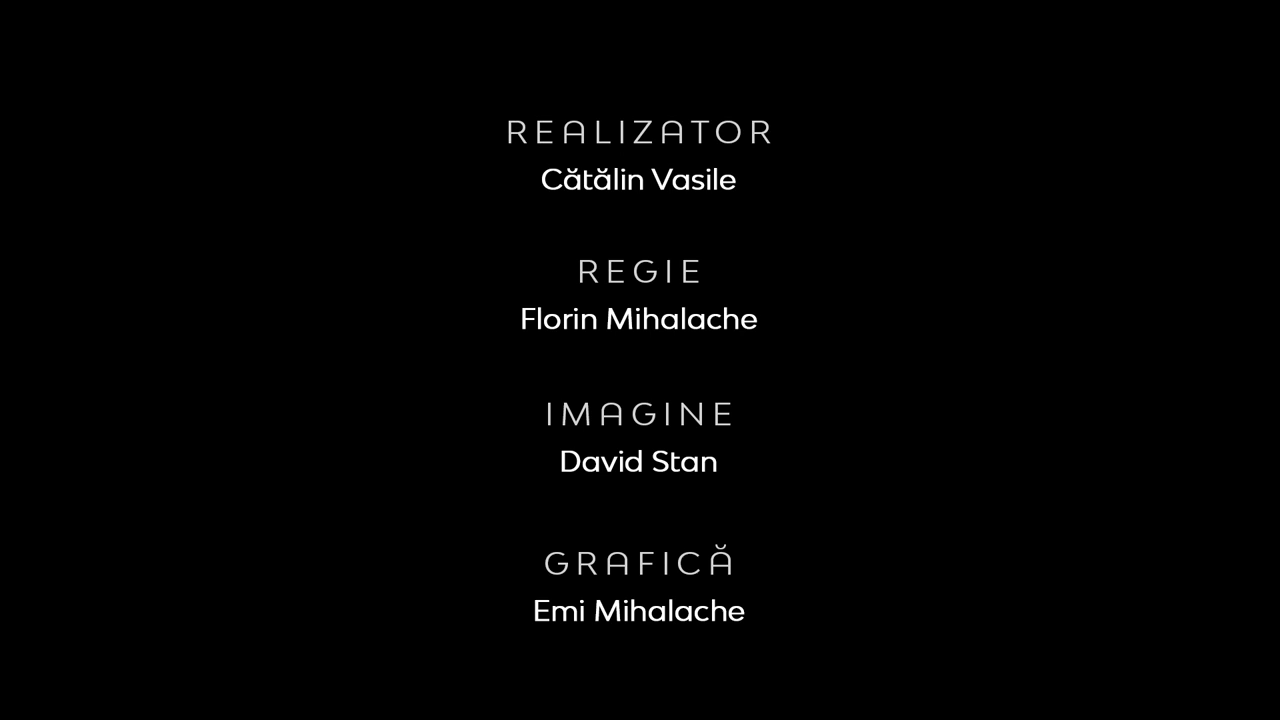 REALIZATOR
Cătălin Vasile
REGIE
Florin Mihalache
IMAGINE
David Stan
GRAFICĂ
Emi Mihalache